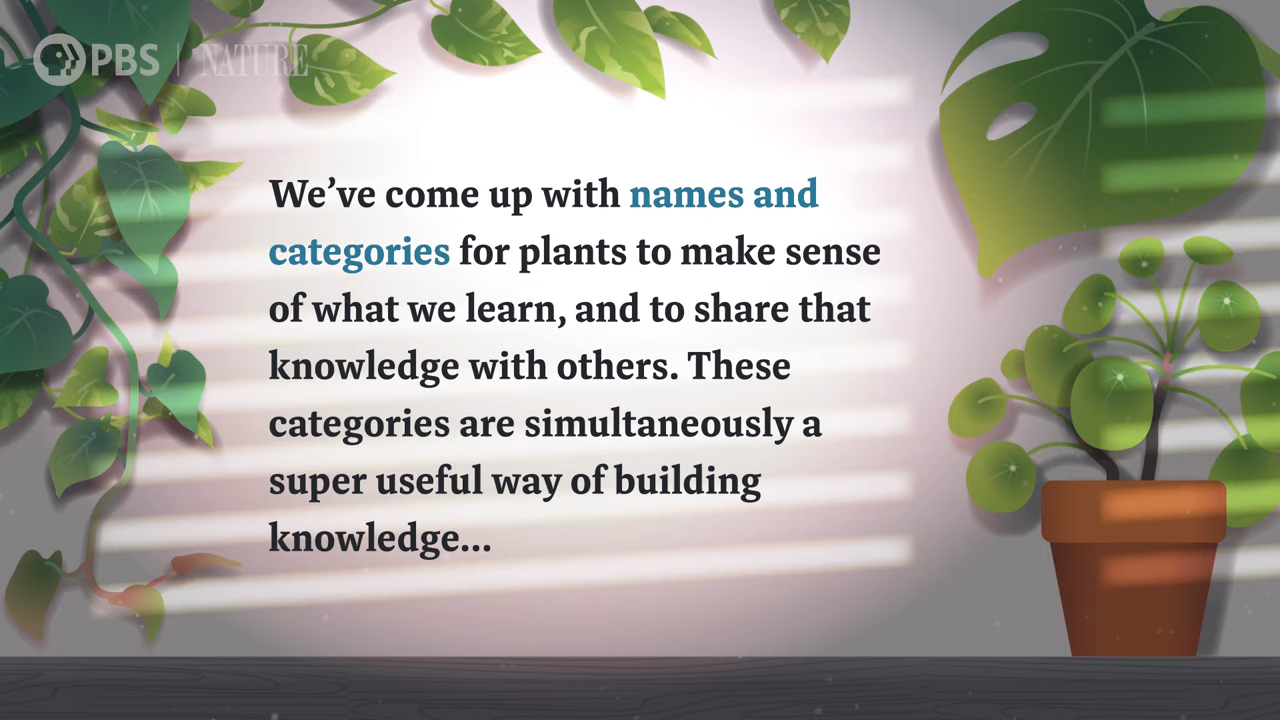 PBS | NATURE
We’ve come up with names and
categories for plants to make sense
of what we learn, and to share that
knowledge with others. These
categories are simultaneously a
super useful way of building
knowledge...